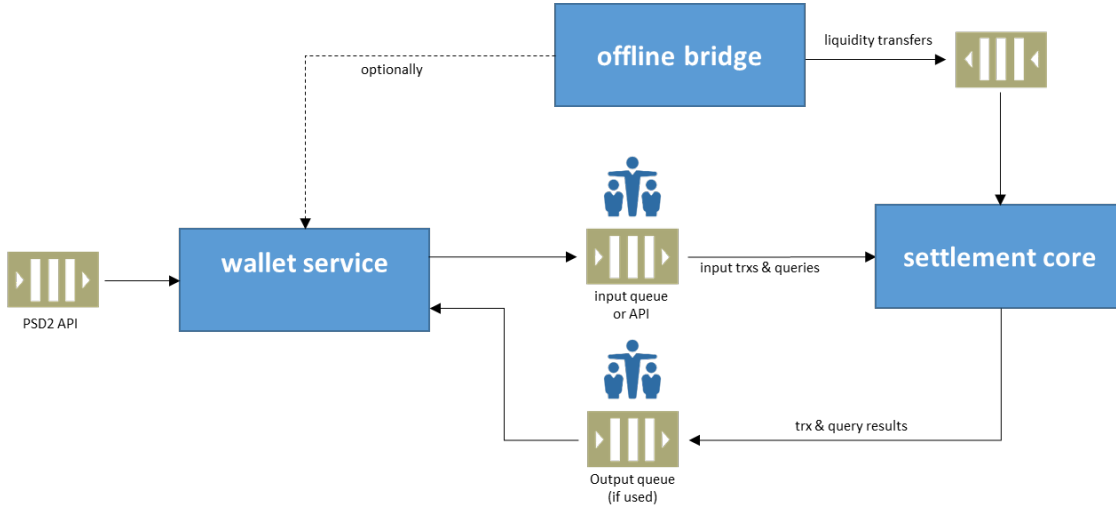 offline bridge
liquidity transfers
optionally
wallet service
settlement core
input trxs & queries
input queue
or API
PSD2 API
trx & query results
Output queue
(if used)